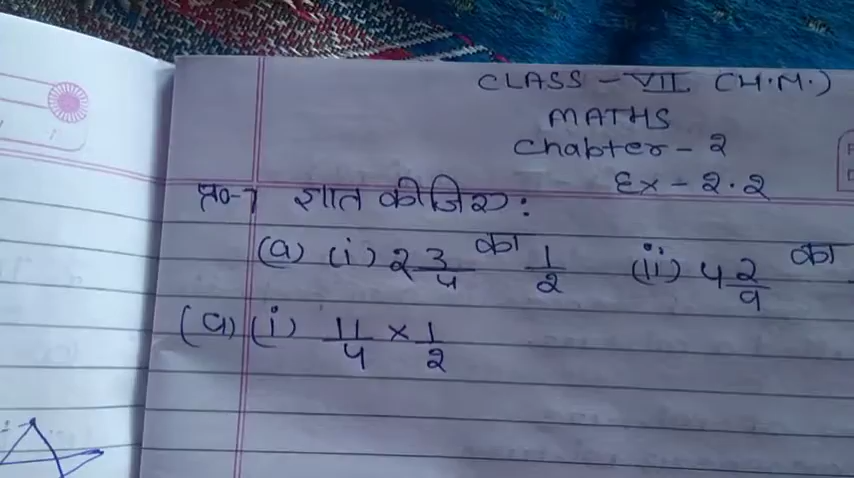 CLASS - VII (H.M.)
MATHS
Chabter - 2
Ex - 2.2
प्र०-7 ज्ञात कीजिए:
(a) (i) 2 3/4 का 1/2 (ii) 4 2/9 का
(a) (i) 11/4 × 1/2